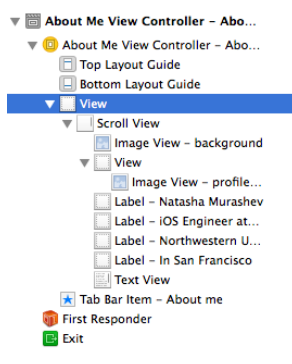 About Me View Controller – Abo...
About Me View Controller – Abo...
Top Layout Guide
Bottom Layout Guide
View
Scroll View
Image View – background
View
Image View – profile...
Label – Natasha Murashev
Label – iOS Engineer at...
Label – Northwestern U...
Label – In San Francisco
Text View
Tab Bar Item – About me
First Responder
Exit